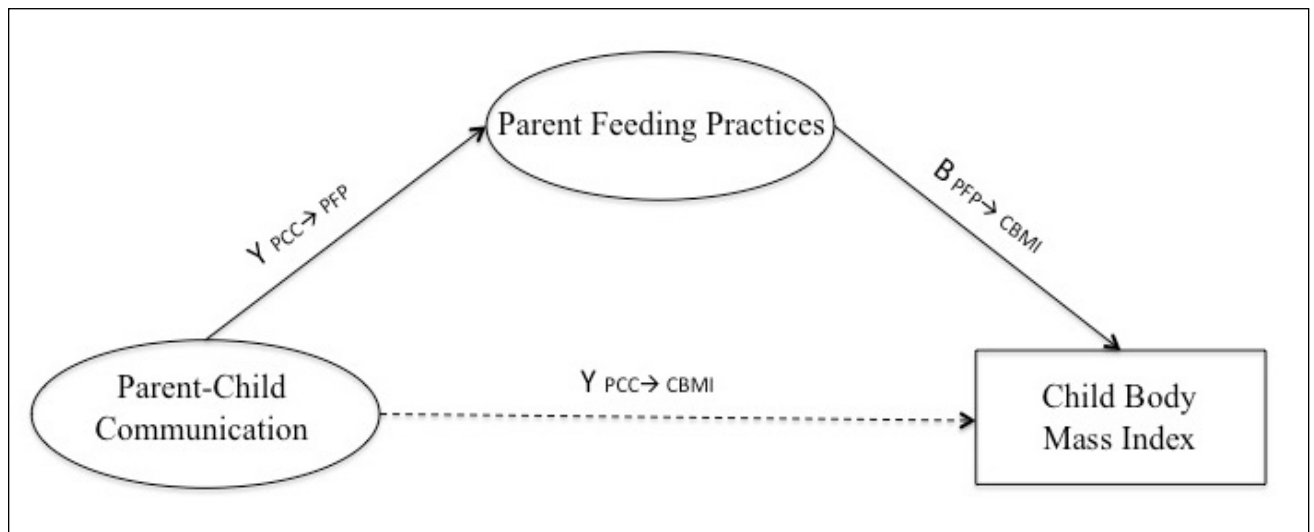 Parent Feeding Practices
Υ PCC→ PFP
Β PFP→ CBMI
Parent-Child
Communication
Υ PCC→ CBMI
Child Body
Mass Index